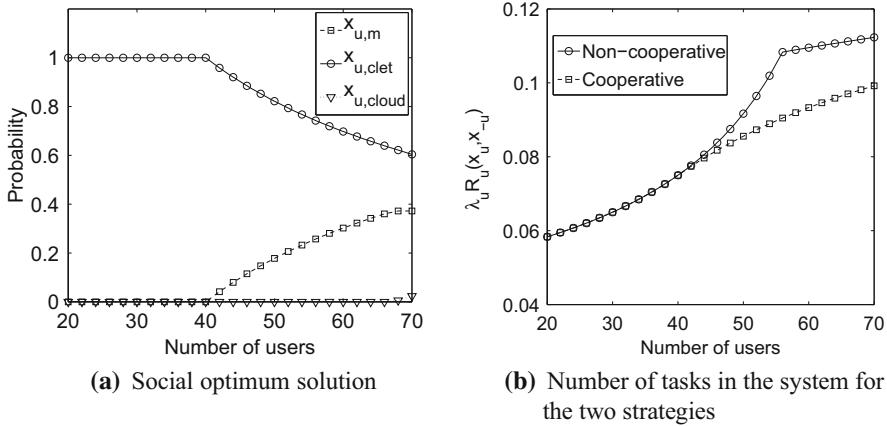 x_{u,m}
x_{u,clet}
x_{u,cloud}
1
0.8
0.6
0.4
0.2
0
Probability
20 30 40 50 60 70
Number of users
(a) Social optimum solution
0.12
0.1
0.08
0.06
0.04
λ_u R_u(x_u,x_{-u})
Non-cooperative
Cooperative
20 30 40 50 60 70
Number of users
(b) Number of tasks in the system for
the two strategies